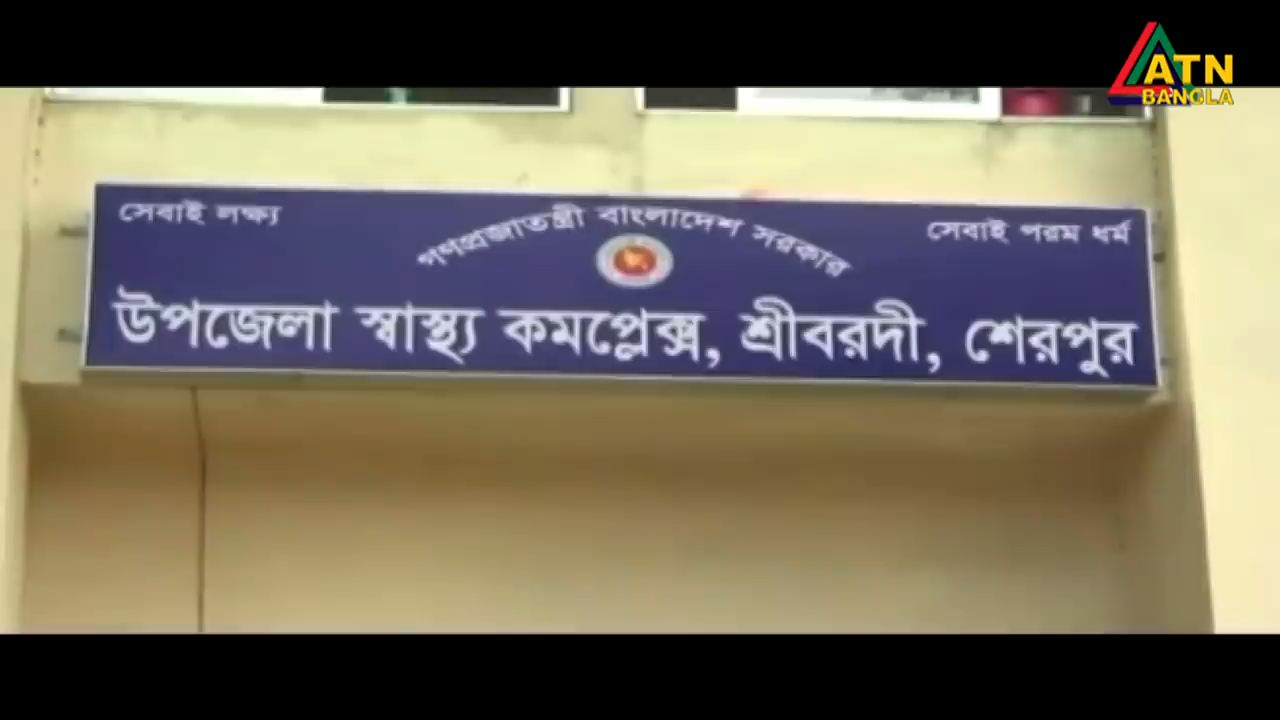 ATN
BANGLA
সেবাই লক্ষ্য
গণপ্রজাতন্ত্রী বাংলাদেশ সরকার
সেবাই পরম ধর্ম
উপজেলা স্বাস্থ্য কমপ্লেক্স, শ্রীবরদী, শেরপুর